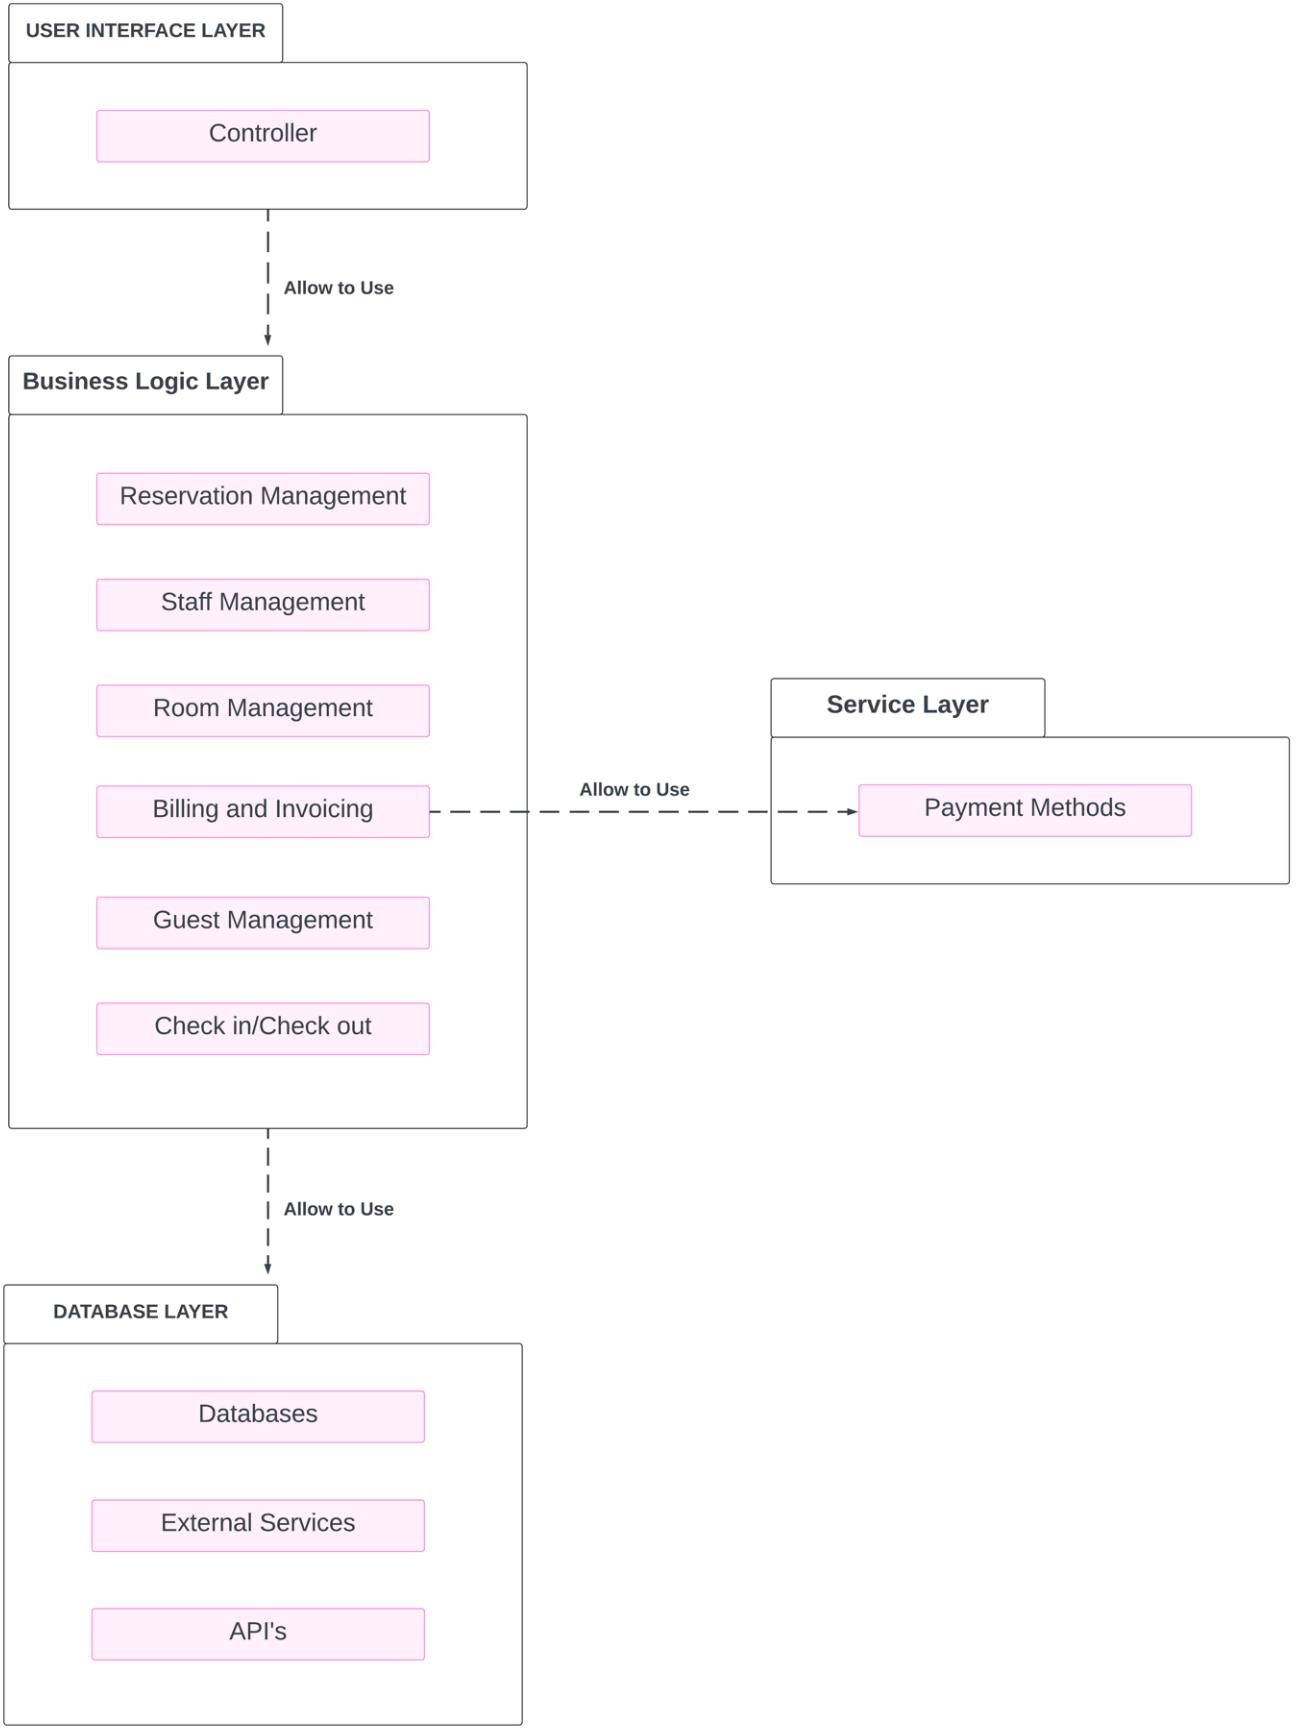 USER INTERFACE LAYER
Controller
Allow to Use
Business Logic Layer
Reservation Management
Staff Management
Room Management
Billing and Invoicing
Allow to Use
Service Layer
Payment Methods
Guest Management
Check in/Check out
Allow to Use
DATABASE LAYER
Databases
External Services
API's